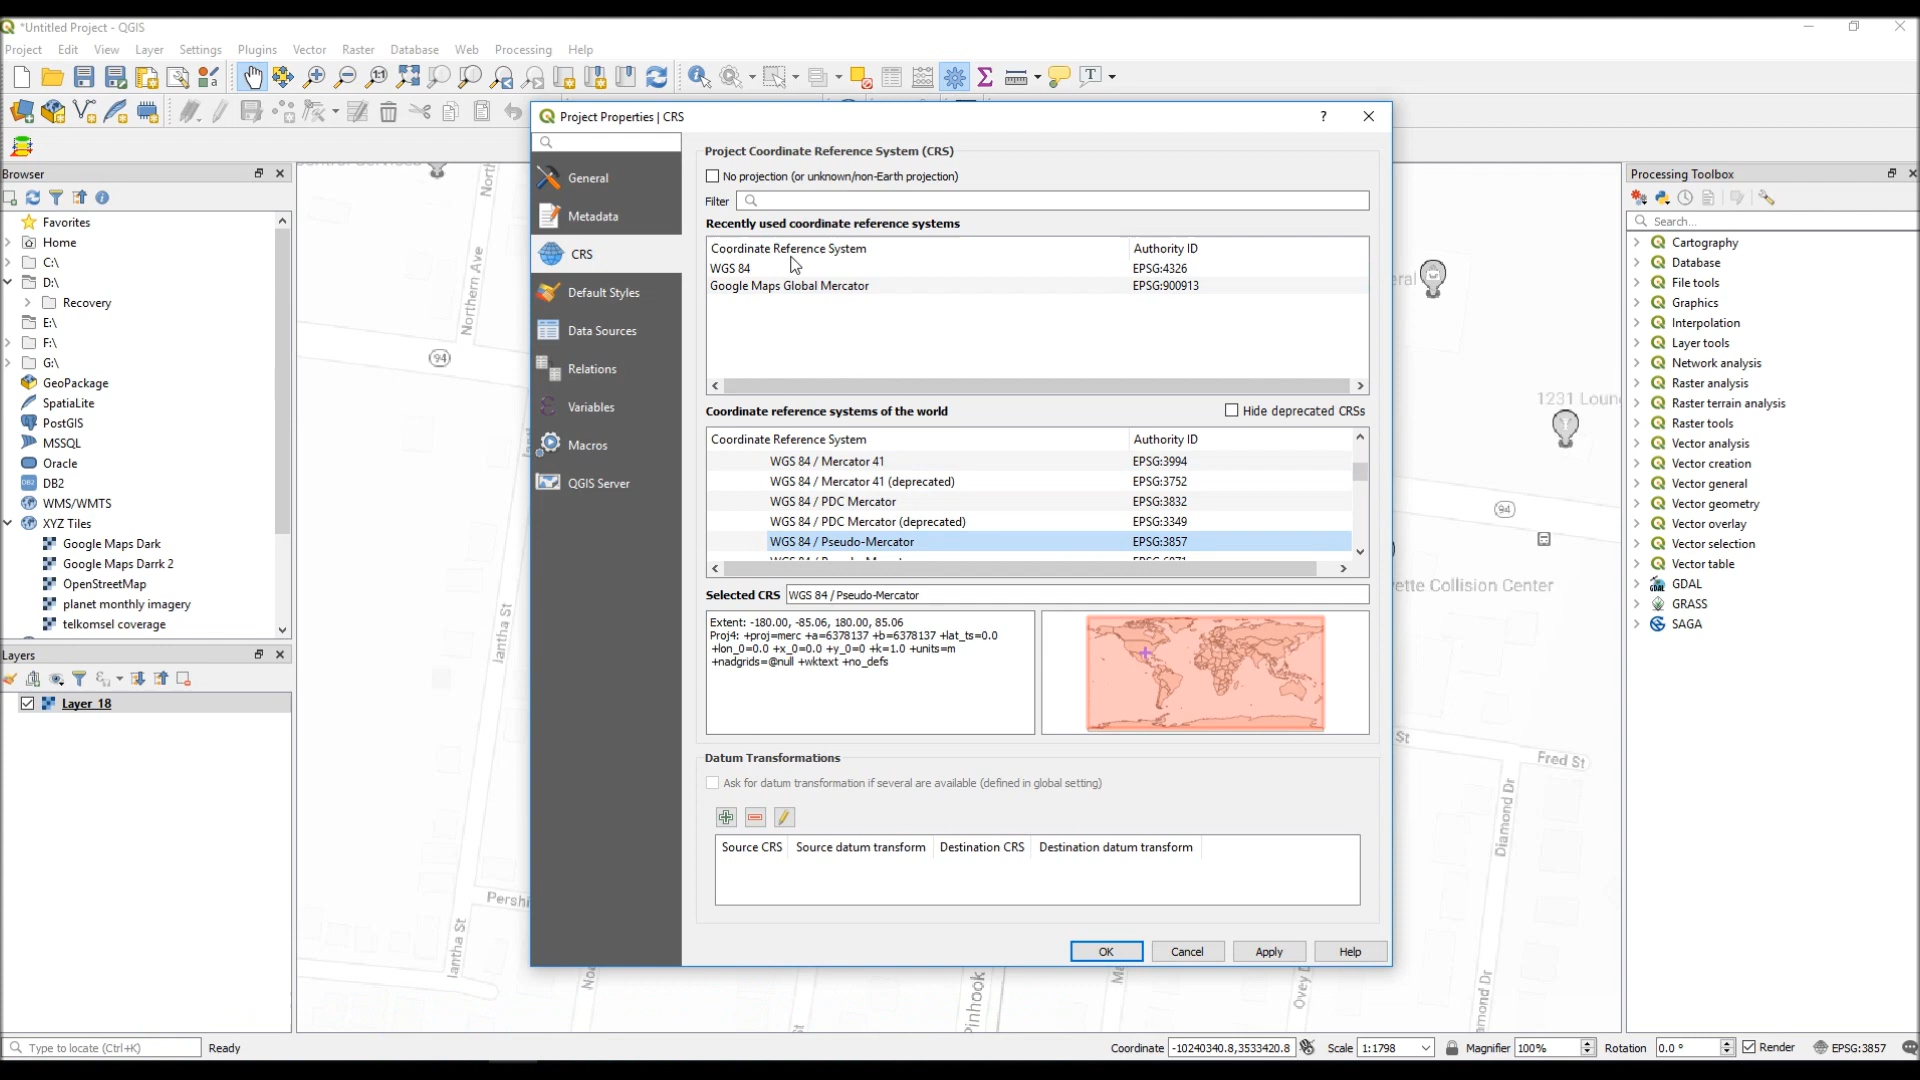 *Untitled Project - QGIS
Project Edit View Layer Settings Plugins Vector Raster Database Web Processing Help
Project Properties | CRS
Browser
Favorites
Home
C:\
D:\
Recovery
E:\
F:\
G:\
GeoPackage
SpatiaLite
PostGIS
MSSQL
Oracle
DB2
WMS/WMTS
XYZ Tiles
Google Maps Dark
Google Maps Darrk 2
OpenStreetMap
planet monthly imagery
telkomsel coverage
Layers
Layer_18
General
Metadata
CRS
Default Styles
Data Sources
Relations
Variables
Macros
QGIS Server
Project Coordinate Reference System (CRS)
No projection (or unknown/non-Earth projection)
Filter
Recently used coordinate reference systems
Coordinate Reference System Authority ID
WGS 84 EPSG:4326
Google Maps Global Mercator EPSG:900913
Coordinate reference systems of the world Hide deprecated CRSs
Coordinate Reference System Authority ID
WGS 84 / Mercator 41 EPSG:3994
WGS 84 / Mercator 41 (deprecated) EPSG:3752
WGS 84 / PDC Mercator EPSG:3832
WGS 84 / PDC Mercator (deprecated) EPSG:3349
WGS 84 / Pseudo-Mercator EPSG:3857
Selected CRS WGS 84 / Pseudo-Mercator
Extent: -180.00, -85.06, 180.00, 85.06
Proj4: +proj=merc +a=6378137 +b=6378137 +lat_ts=0.0
+lon_0=0.0 +x_0=0.0 +y_0=0 +k=1.0 +units=m
+nadgrids=@null +wktext +no_defs
Datum Transformations
Ask for datum transformation if several are available (defined in global setting)
Source CRS Source datum transform Destination CRS Destination datum transform
OK Cancel Apply Help
Northern Ave
94
Iantha St
Iantha St
Pinhook
1231 Loun
94
ette Collision Center
St
Fred St
Diamond Dr
Ovey D
mond Dr
Processing Toolbox
Search...
Cartography
Database
File tools
Graphics
Interpolation
Layer tools
Network analysis
Raster analysis
Raster terrain analysis
Raster tools
Vector analysis
Vector creation
Vector general
Vector geometry
Vector overlay
Vector selection
Vector table
GDAL
GRASS
SAGA
Type to locate (Ctrl+K) Ready Coordinate -10240340.8,3533420.8 Scale 1:1798 Magnifier 100% Rotation 0.0 ° Render EPSG:3857